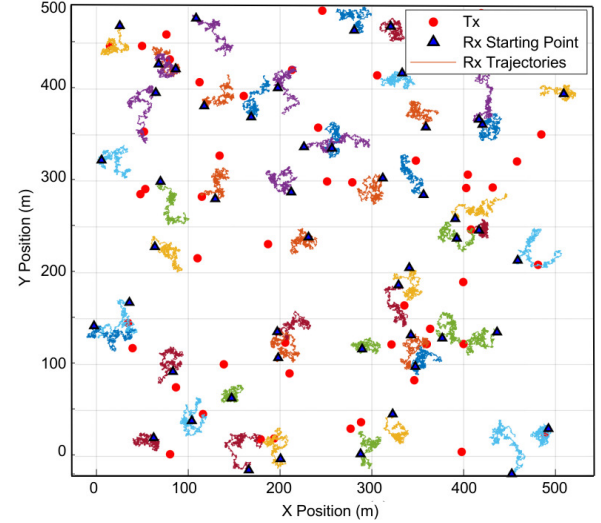 500
400
300
200
100
0
Y Position (m)
Tx
Rx Starting Point
Rx Trajectories
0 100 200 300 400 500
X Position (m)